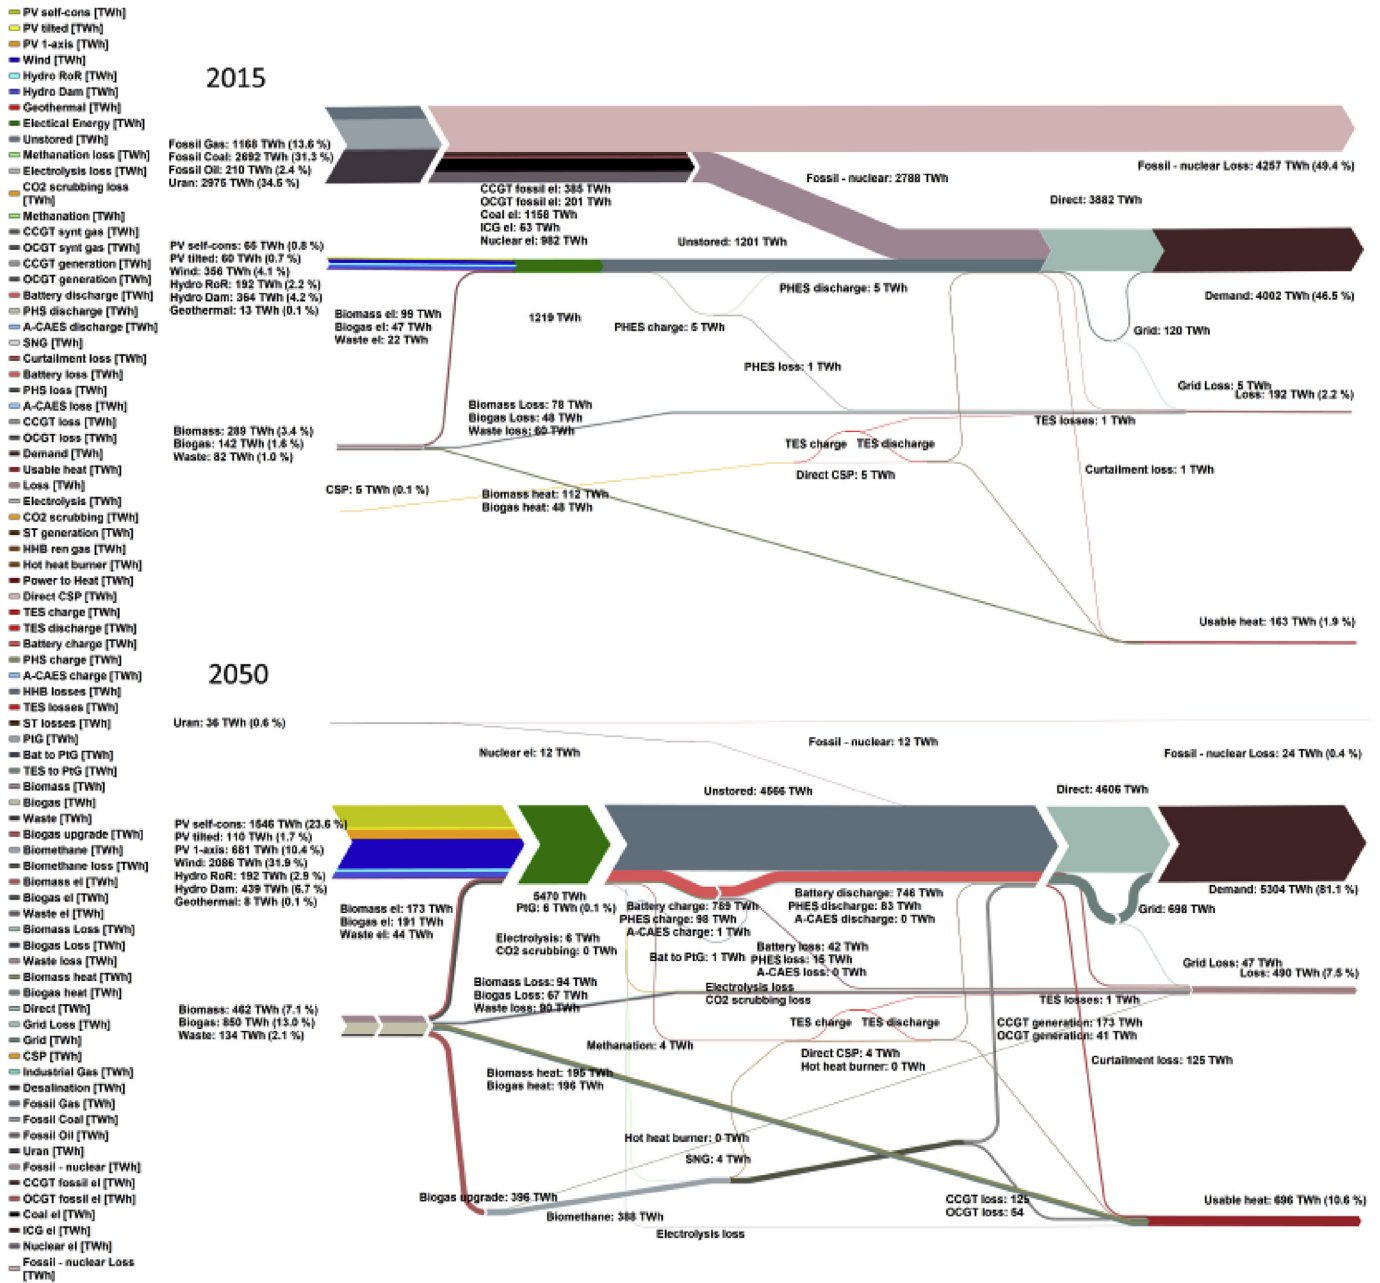 PV self-cons [TWh]
PV tilted [TWh]
PV 1-axis [TWh]
Wind [TWh]
Hydro RoR [TWh]
Hydro Dam [TWh]
Geothermal [TWh]
Electical Energy [TWh]
Unstored [TWh]
Methanation loss [TWh]
Electrolysis loss [TWh]
CO2 scrubbing loss
[TWh]
Methanation [TWh]
CCGT synt gas [TWh]
OCGT synt gas [TWh]
CCGT generation [TWh]
OCGT generation [TWh]
Battery discharge [TWh]
PHS discharge [TWh]
A-CAES discharge [TWh]
SNG [TWh]
Curtailment loss [TWh]
Battery loss [TWh]
PHS loss [TWh]
A-CAES loss [TWh]
CCGT loss [TWh]
OCGT loss [TWh]
Demand [TWh]
Usable heat [TWh]
Loss [TWh]
Electrolysis [TWh]
CO2 scrubbing [TWh]
ST generation [TWh]
HHB ren gas [TWh]
Hot heat burner [TWh]
Power to Heat [TWh]
Direct CSP [TWh]
TES charge [TWh]
TES discharge [TWh]
Battery charge [TWh]
PHS charge [TWh]
A-CAES charge [TWh]
HHB losses [TWh]
TES losses [TWh]
ST losses [TWh]
PtG [TWh]
Bat to PtG [TWh]
TES to PtG [TWh]
Biomass [TWh]
Biogas [TWh]
Waste [TWh]
Biogas upgrade [TWh]
Biomethane [TWh]
Biomethane loss [TWh]
Biomass el [TWh]
Biogas el [TWh]
Waste el [TWh]
Biomass Loss [TWh]
Biogas Loss [TWh]
Waste loss [TWh]
Biomass heat [TWh]
Biogas heat [TWh]
Direct [TWh]
Grid Loss [TWh]
Grid [TWh]
CSP [TWh]
Industrial Gas [TWh]
Desalination [TWh]
Fossil Gas [TWh]
Fossil Coal [TWh]
Fossil Oil [TWh]
Uran [TWh]
Fossil - nuclear [TWh]
CCGT fossil el [TWh]
OCGT fossil el [TWh]
Coal el [TWh]
ICG el [TWh]
Nuclear el [TWh]
Fossil - nuclear Loss
[TWh]
2015
Fossil Gas: 1168 TWh (13.6 %)
Fossil Coal: 2692 TWh (31.3 %)
Fossil Oil: 210 TWh (2.4 %)
Uran: 2975 TWh (34.5 %)
Fossil - nuclear Loss: 4257 TWh (49.4 %)
Fossil - nuclear: 2788 TWh
CCGT fossil el: 385 TWh
OCGT fossil el: 201 TWh
Coal el: 1158 TWh
ICG el: 63 TWh
Nuclear el: 982 TWh
Direct: 3882 TWh
Unstored: 1201 TWh
PV self-cons: 65 TWh (0.8 %)
PV tilted: 60 TWh (0.7 %)
Wind: 356 TWh (4.1 %)
Hydro RoR: 192 TWh (2.2 %)
Hydro Dam: 364 TWh (4.2 %)
Geothermal: 13 TWh (0.1 %)
PHES discharge: 5 TWh
Demand: 4002 TWh (46.5 %)
Biomass el: 99 TWh
Biogas el: 47 TWh
Waste el: 22 TWh
1219 TWh
PHES charge: 5 TWh
Grid: 120 TWh
PHES loss: 1 TWh
Grid Loss: 5 TWh
Loss: 192 TWh (2.2 %)
Biomass Loss: 78 TWh
Biogas Loss: 48 TWh
Waste loss: 60 TWh
TES losses: 1 TWh
Biomass: 289 TWh (3.4 %)
Biogas: 142 TWh (1.6 %)
Waste: 82 TWh (1.0 %)
TES charge
TES discharge
Direct CSP: 5 TWh
Curtailment loss: 1 TWh
CSP: 5 TWh (0.1 %)
Biomass heat: 112 TWh
Biogas heat: 48 TWh
Usable heat: 163 TWh (1.9 %)
2050
Uran: 36 TWh (0.6 %)
Nuclear el: 12 TWh
Fossil - nuclear: 12 TWh
Fossil - nuclear Loss: 24 TWh (0.4 %)
Unstored: 4566 TWh
Direct: 4606 TWh
PV self-cons: 1546 TWh (23.6 %)
PV tilted: 110 TWh (1.7 %)
PV 1-axis: 681 TWh (10.4 %)
Wind: 2086 TWh (31.9 %)
Hydro RoR: 192 TWh (2.9 %)
Hydro Dam: 439 TWh (6.7 %)
Geothermal: 8 TWh (0.1 %)
5470 TWh
PtG: 6 TWh (0.1 %)
Battery charge: 789 TWh
PHES charge: 98 TWh
A-CAES charge: 1 TWh
Battery discharge: 746 TWh
PHES discharge: 83 TWh
A-CAES discharge: 0 TWh
Demand: 5304 TWh (81.1 %)
Grid: 698 TWh
Biomass el: 173 TWh
Biogas el: 191 TWh
Waste el: 44 TWh
Electrolysis: 6 TWh
CO2 scrubbing: 0 TWh
Bat to PtG: 1 TWh
Battery loss: 42 TWh
PHES loss: 15 TWh
A-CAES loss: 0 TWh
Grid Loss: 47 TWh
Loss: 490 TWh (7.5 %)
Biomass Loss: 94 TWh
Biogas Loss: 67 TWh
Waste loss: 90 TWh
Electrolysis loss
CO2 scrubbing loss
TES losses: 1 TWh
Biomass: 462 TWh (7.1 %)
Biogas: 850 TWh (13.0 %)
Waste: 134 TWh (2.1 %)
TES charge
TES discharge
CCGT generation: 173 TWh
OCGT generation: 41 TWh
Methanation: 4 TWh
Direct CSP: 4 TWh
Hot heat burner: 0 TWh
Curtailment loss: 125 TWh
Biomass heat: 195 TWh
Biogas heat: 196 TWh
Hot heat burner: 0 TWh
SNG: 4 TWh
Biogas upgrade: 396 TWh
Biomethane: 388 TWh
CCGT loss: 125
OCGT loss: 54
Usable heat: 696 TWh (10.6 %)
Electrolysis loss